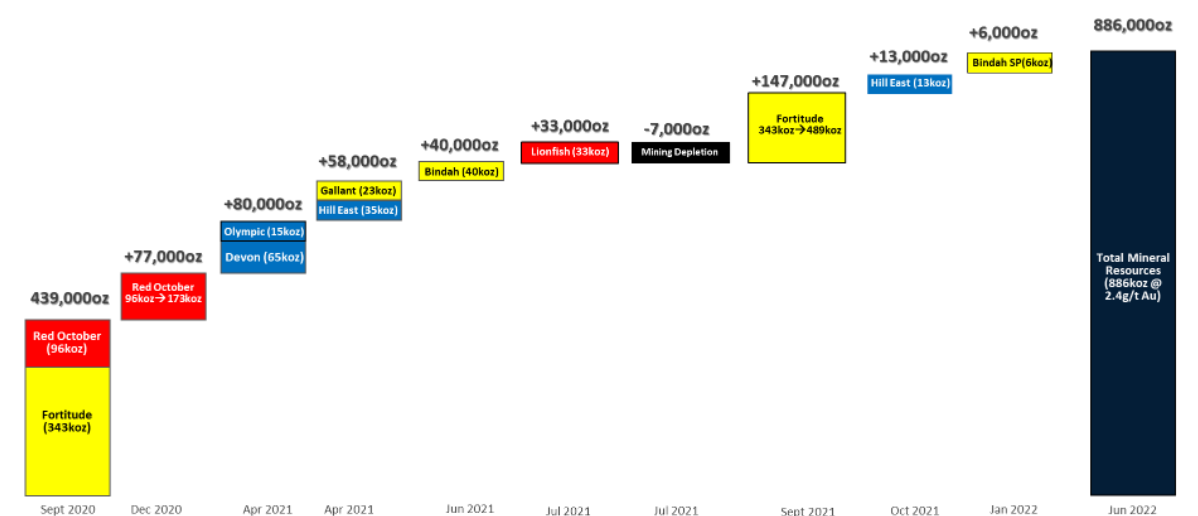 439,000oz
Red October
(96koz)
Fortitude
(343koz)
Sept 2020
+77,000oz
Red October
96koz→173koz
Dec 2020
+80,000oz
Olympic (15koz)
Devon (65koz)
Apr 2021
+58,000oz
Gallant (23koz)
Hill East (35koz)
Apr 2021
+40,000oz
Bindah (40koz)
Jun 2021
+33,000oz
Lionfish (33koz)
Jul 2021
-7,000oz
Mining Depletion
Jul 2021
+147,000oz
Fortitude
343koz→489koz
Sept 2021
+13,000oz
Hill East (13koz)
Oct 2021
+6,000oz
Bindah SP(6koz)
Jan 2022
886,000oz
Total Mineral
Resources
(886koz @
2.4g/t Au)
Jun 2022